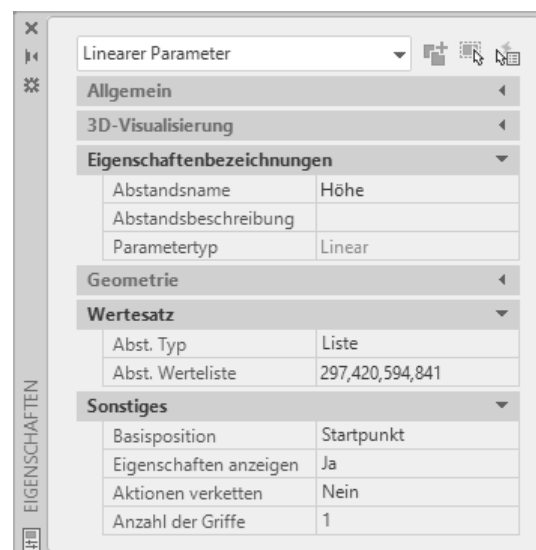 Linearer Parameter
Allgemein
3D-Visualisierung
Eigenschaftenbezeichnungen
Abstandsname Höhe
Abstandsbeschreibung
Parametertyp Linear
Geometrie
Wertesatz
Abst. Typ Liste
Abst. Werteliste 297,420,594,841
Sonstiges
Basisposition Startpunkt
Eigenschaften anzeigen Ja
Aktionen verketten Nein
Anzahl der Griffe 1
EIGENSCHAFTEN